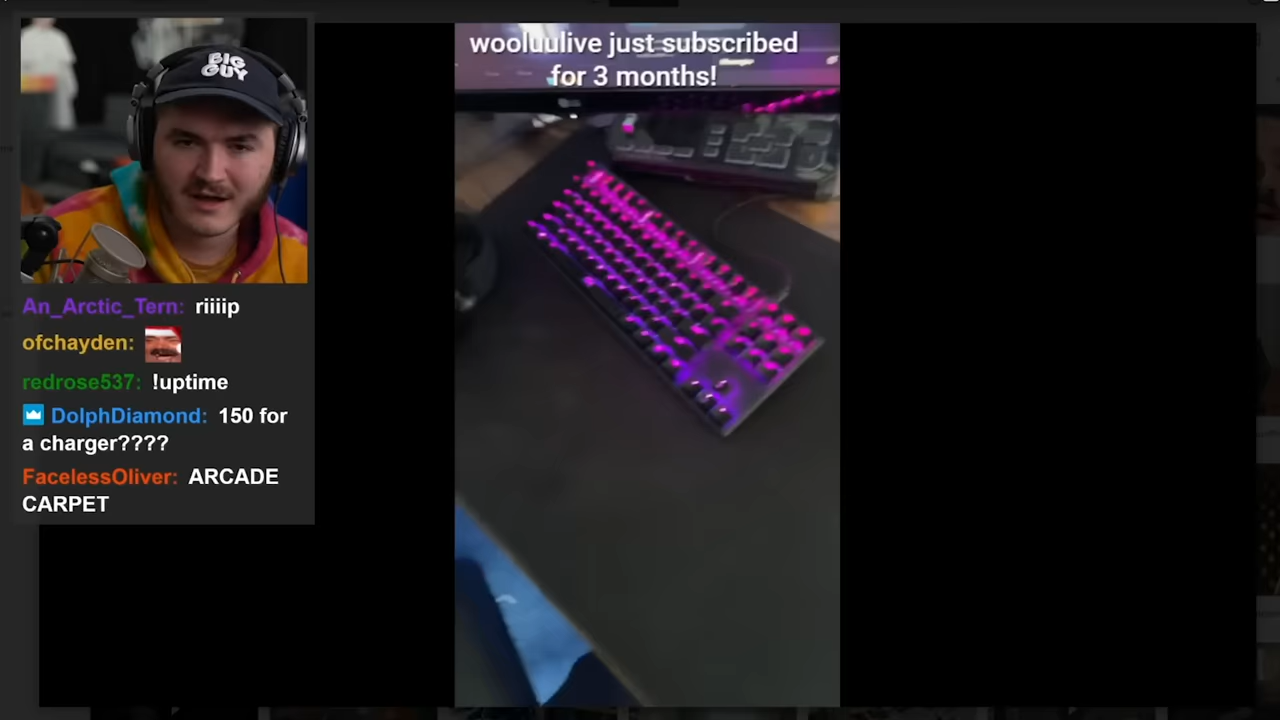 wooluulive just subscribed
for 3 months!
BIG
GUY
An_Arctic_Tern: riiiip
ofchayden:
redrose537: !uptime
DolphDiamond: 150 for
a charger????
FacelessOliver: ARCADE
CARPET